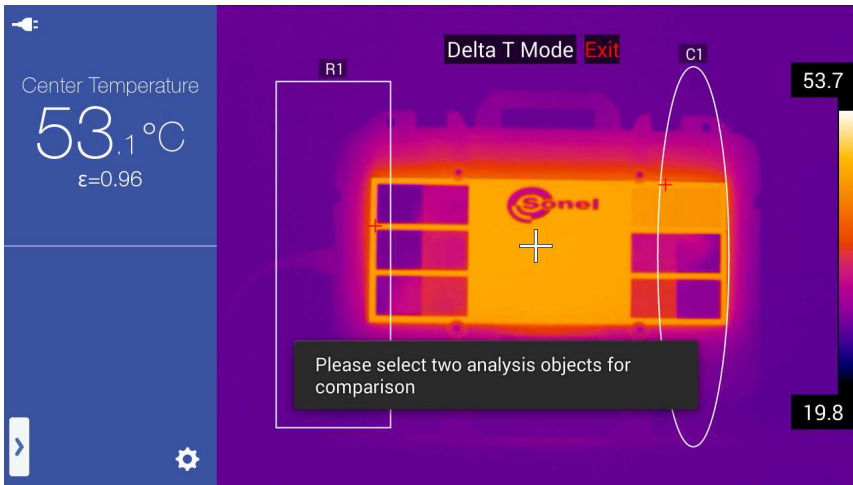 Center Temperature
53.1°C
ε=0.96
Delta T Mode Exit
R1
C1
53.7
Sonel
Please select two analysis objects for
comparison
19.8